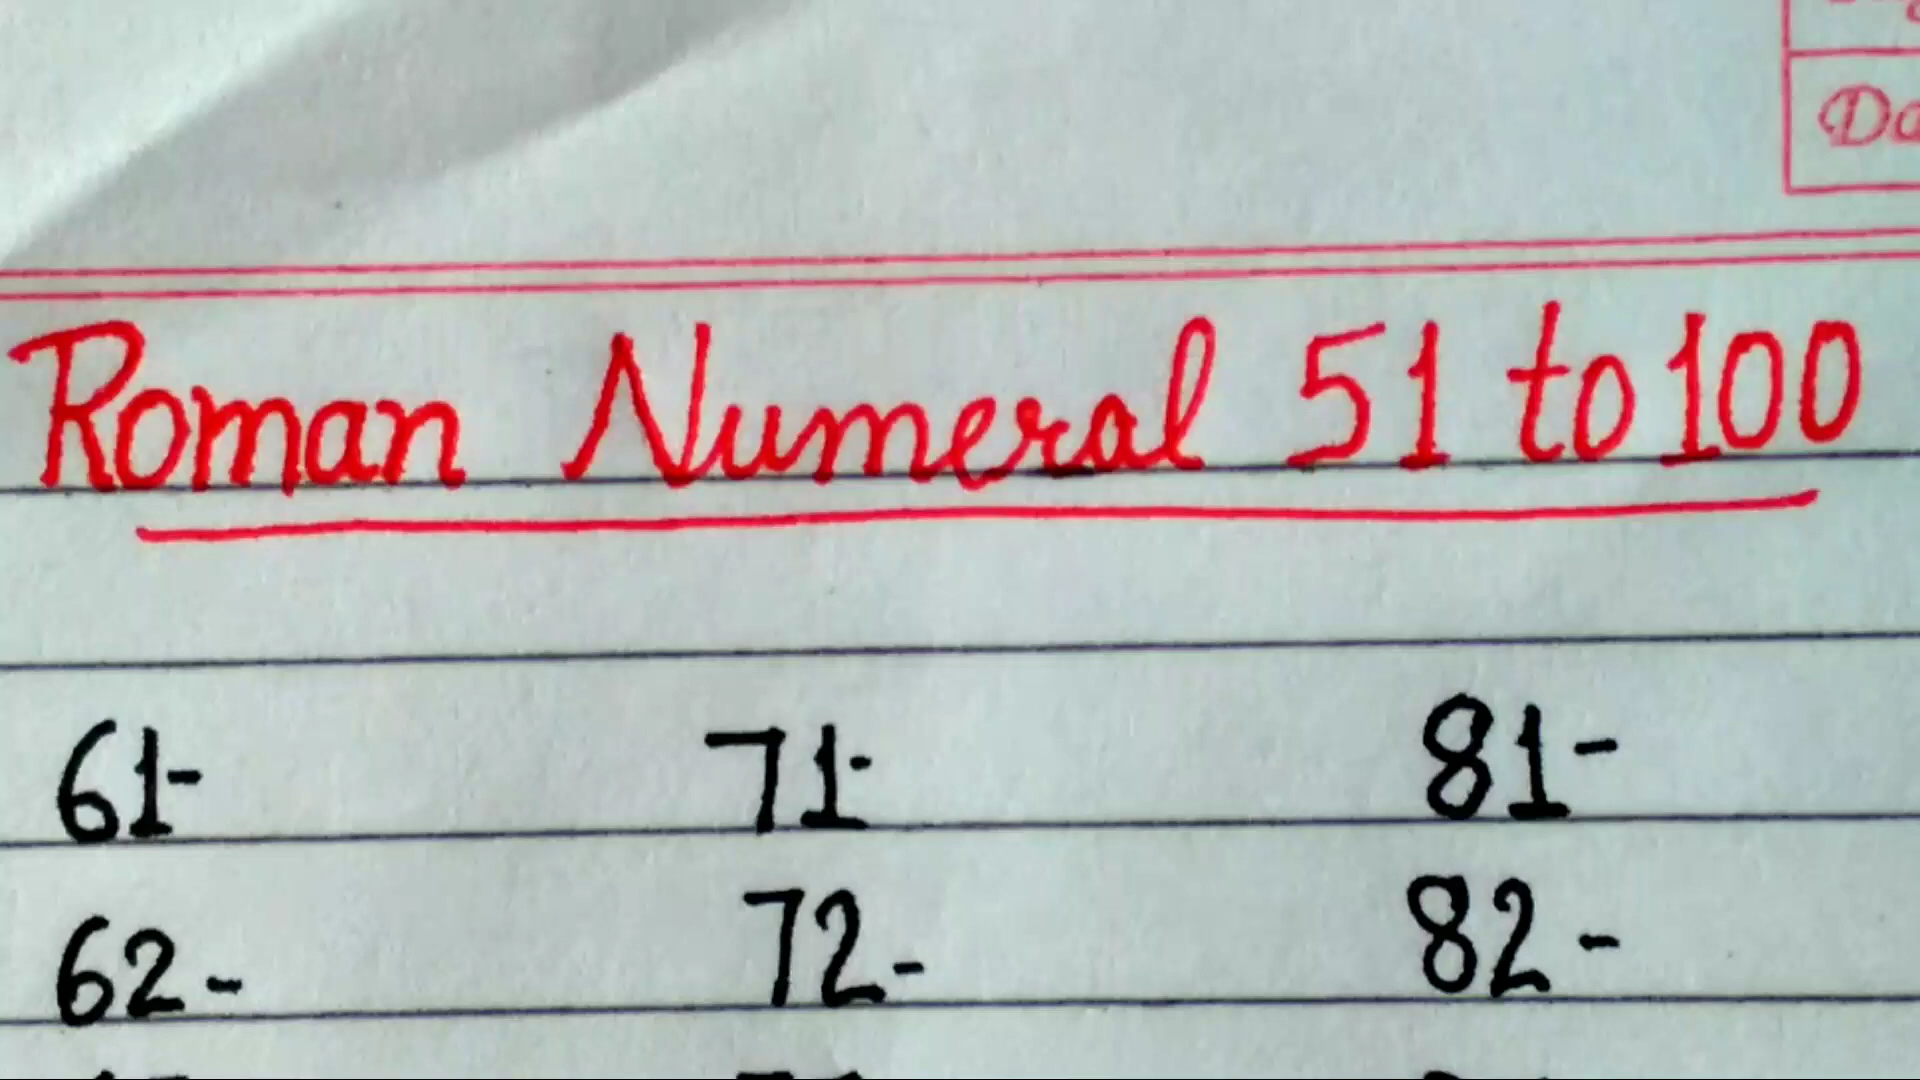 Roman Numeral 51 to 100
61- 71- 81-
62- 72- 82-